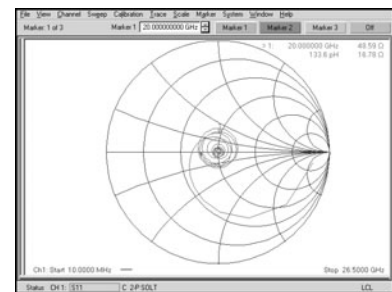 File View Channel Sweep Calibration Trace Scale Marker System Window Help
Marker: 1 of 3 Marker 1 20.000000000 GHz Marker 1 Marker 2 Marker 3 Off
> 1: 20.000000 GHz 48.59 Ω
133.6 pH 16.78 Ω
Ch1: Start 10.0000 MHz Stop 26.5000 GHz
Status CH 1: S11 C 2-P SOLT LCL